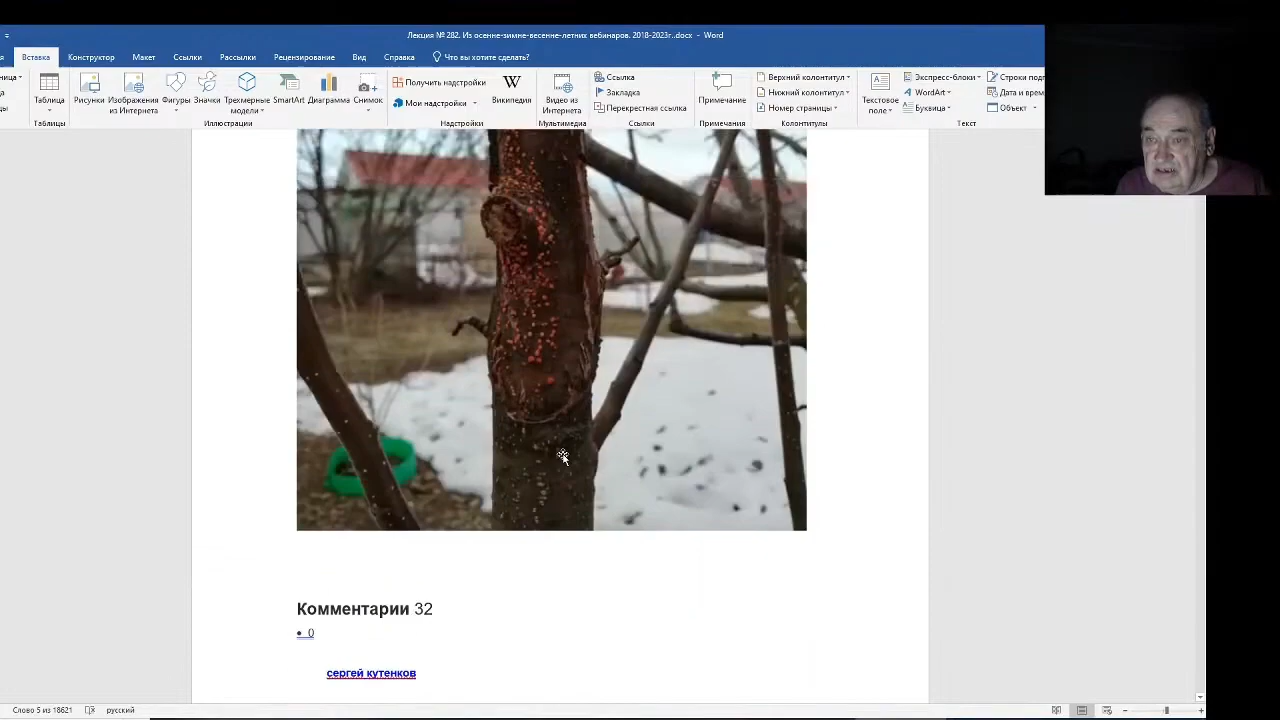 Лекция № 282. Из осенне-зимне-весенне-летних вебинаров. 2018-2023г..docx - Word
Вставка Конструктор Макет Ссылки Рассылки Рецензирование Вид Справка Что вы хотите сделать?
Таблица
Таблицы
Рисунки
Изображения из Интернета
Фигуры
Значки
Трехмерные модели
SmartArt
Диаграмма
Снимок
Иллюстрации
Получить надстройки
Мои надстройки
W
Википедия
Надстройки
Видео из Интернета
Мультимедиа
Ссылка
Закладка
Перекрестная ссылка
Ссылки
Примечание
Примечания
Верхний колонтитул
Нижний колонтитул
Номер страницы
Колонтитулы
Текстовое поле
Экспресс-блоки
WordArt
Буквица
Объект
Текст
Комментарии 32
• 0
сергей кутенков
Слово 5 из 18621 русский